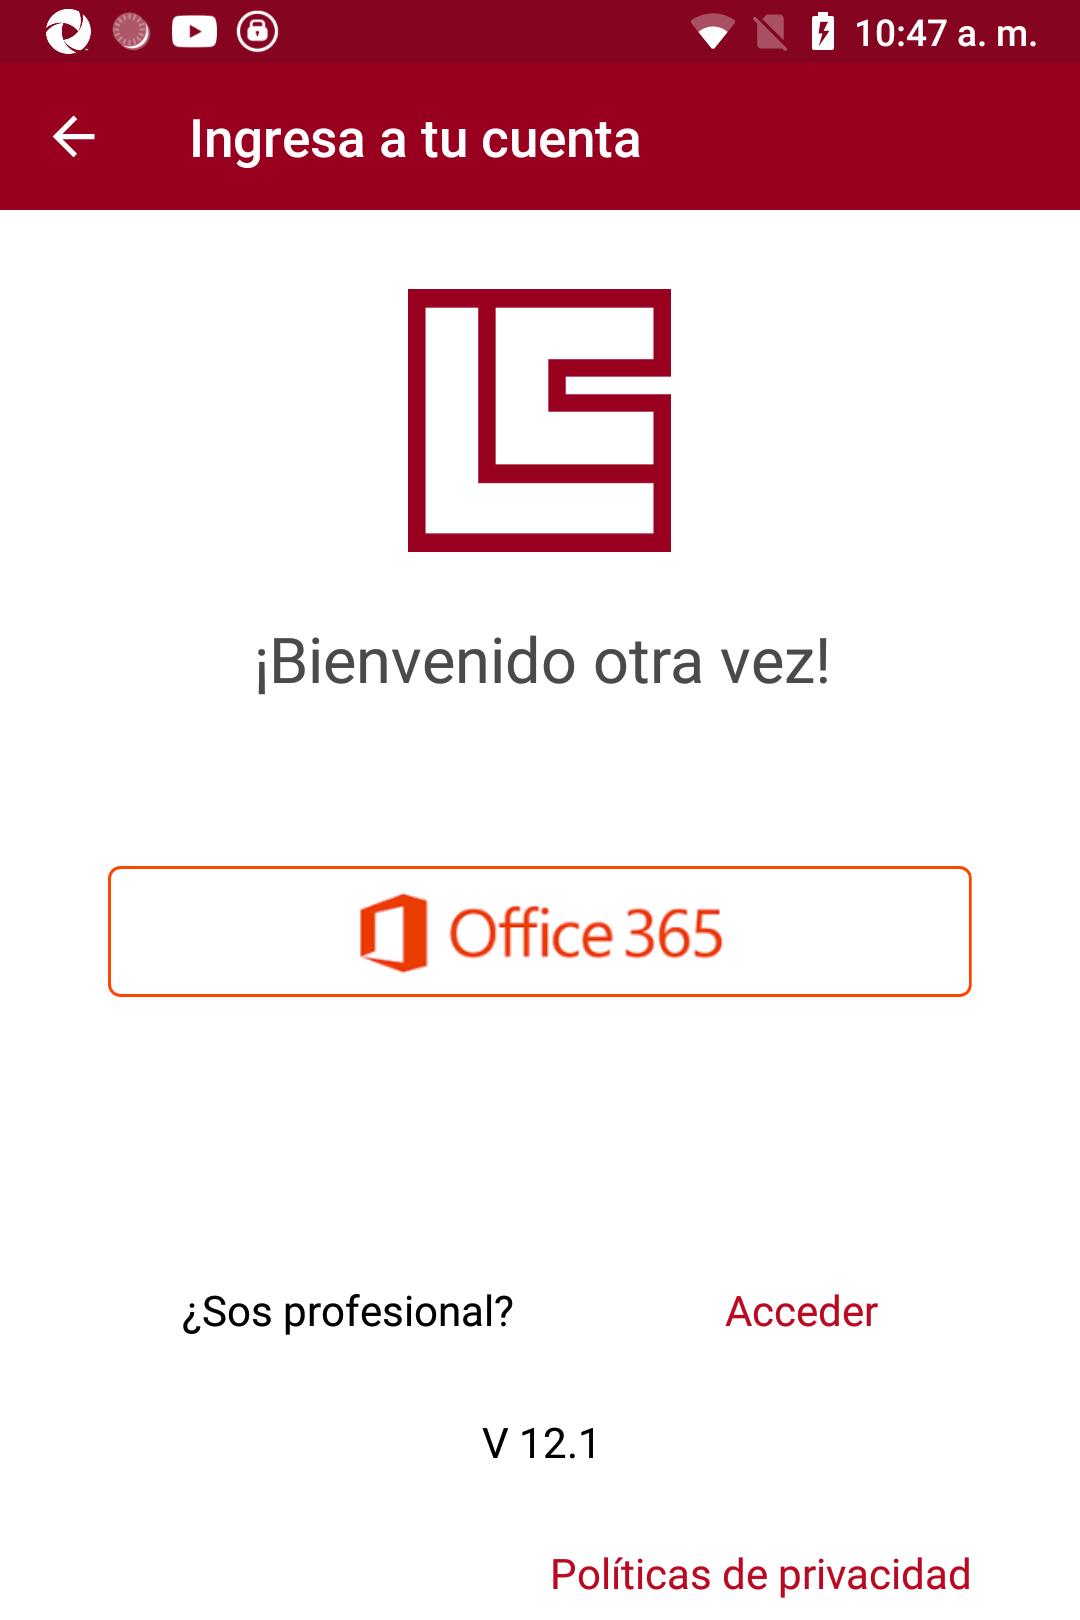 10:47 a. m.
Ingresa a tu cuenta
¡Bienvenido otra vez!
Office 365
¿Sos profesional? Acceder
V 12.1
Políticas de privacidad